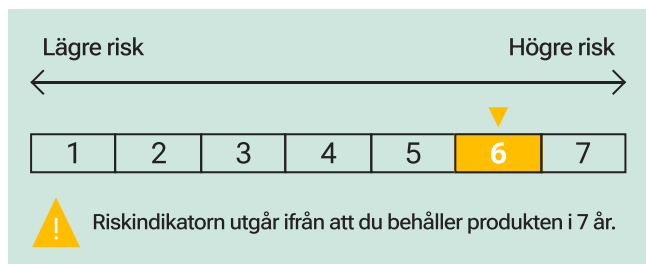 Lägre risk Högre risk
1 2 3 4 5 6 7
! Riskindikatorn utgår ifrån att du behåller produkten i 7 år.